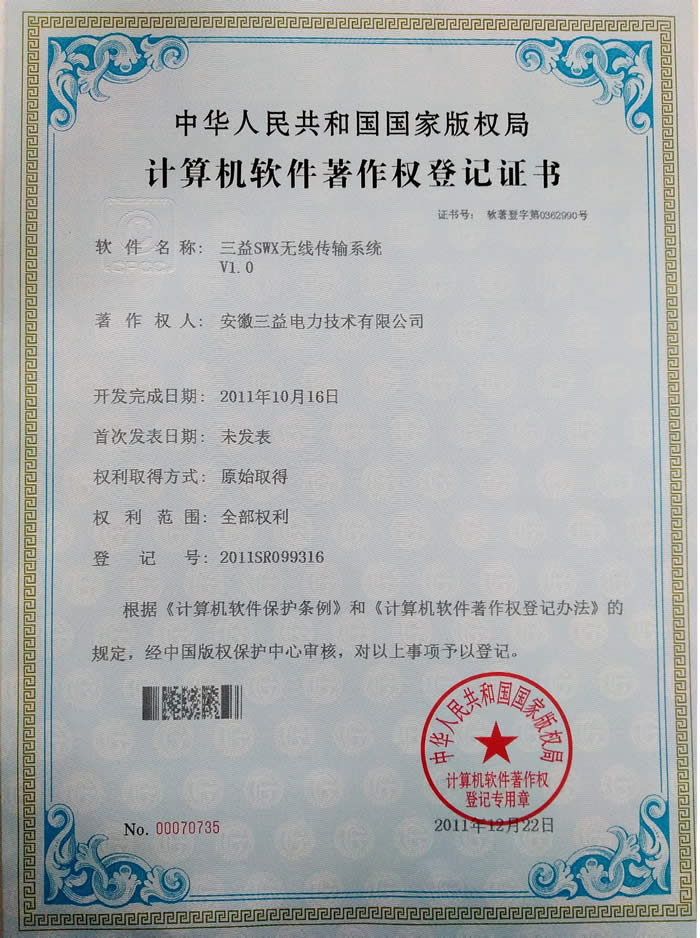 中华人民共和国国家版权局
计算机软件著作权登记证书
证书号： 软著登字第0362990号
CPCC
软件名称： 三益SWX无线传输系统
V1.0
著作权人： 安徽三益电力技术有限公司
开发完成日期： 2011年10月16日
首次发表日期： 未发表
权利取得方式： 原始取得
权利范围： 全部权利
登记号： 2011SR099316
根据《计算机软件保护条例》和《计算机软件著作权登记办法》的
规定，经中国版权保护中心审核，对以上事项予以登记。
中华人民共和国国家版权局
计算机软件著作权
登记专用章
No. 00070735
2011年12月22日